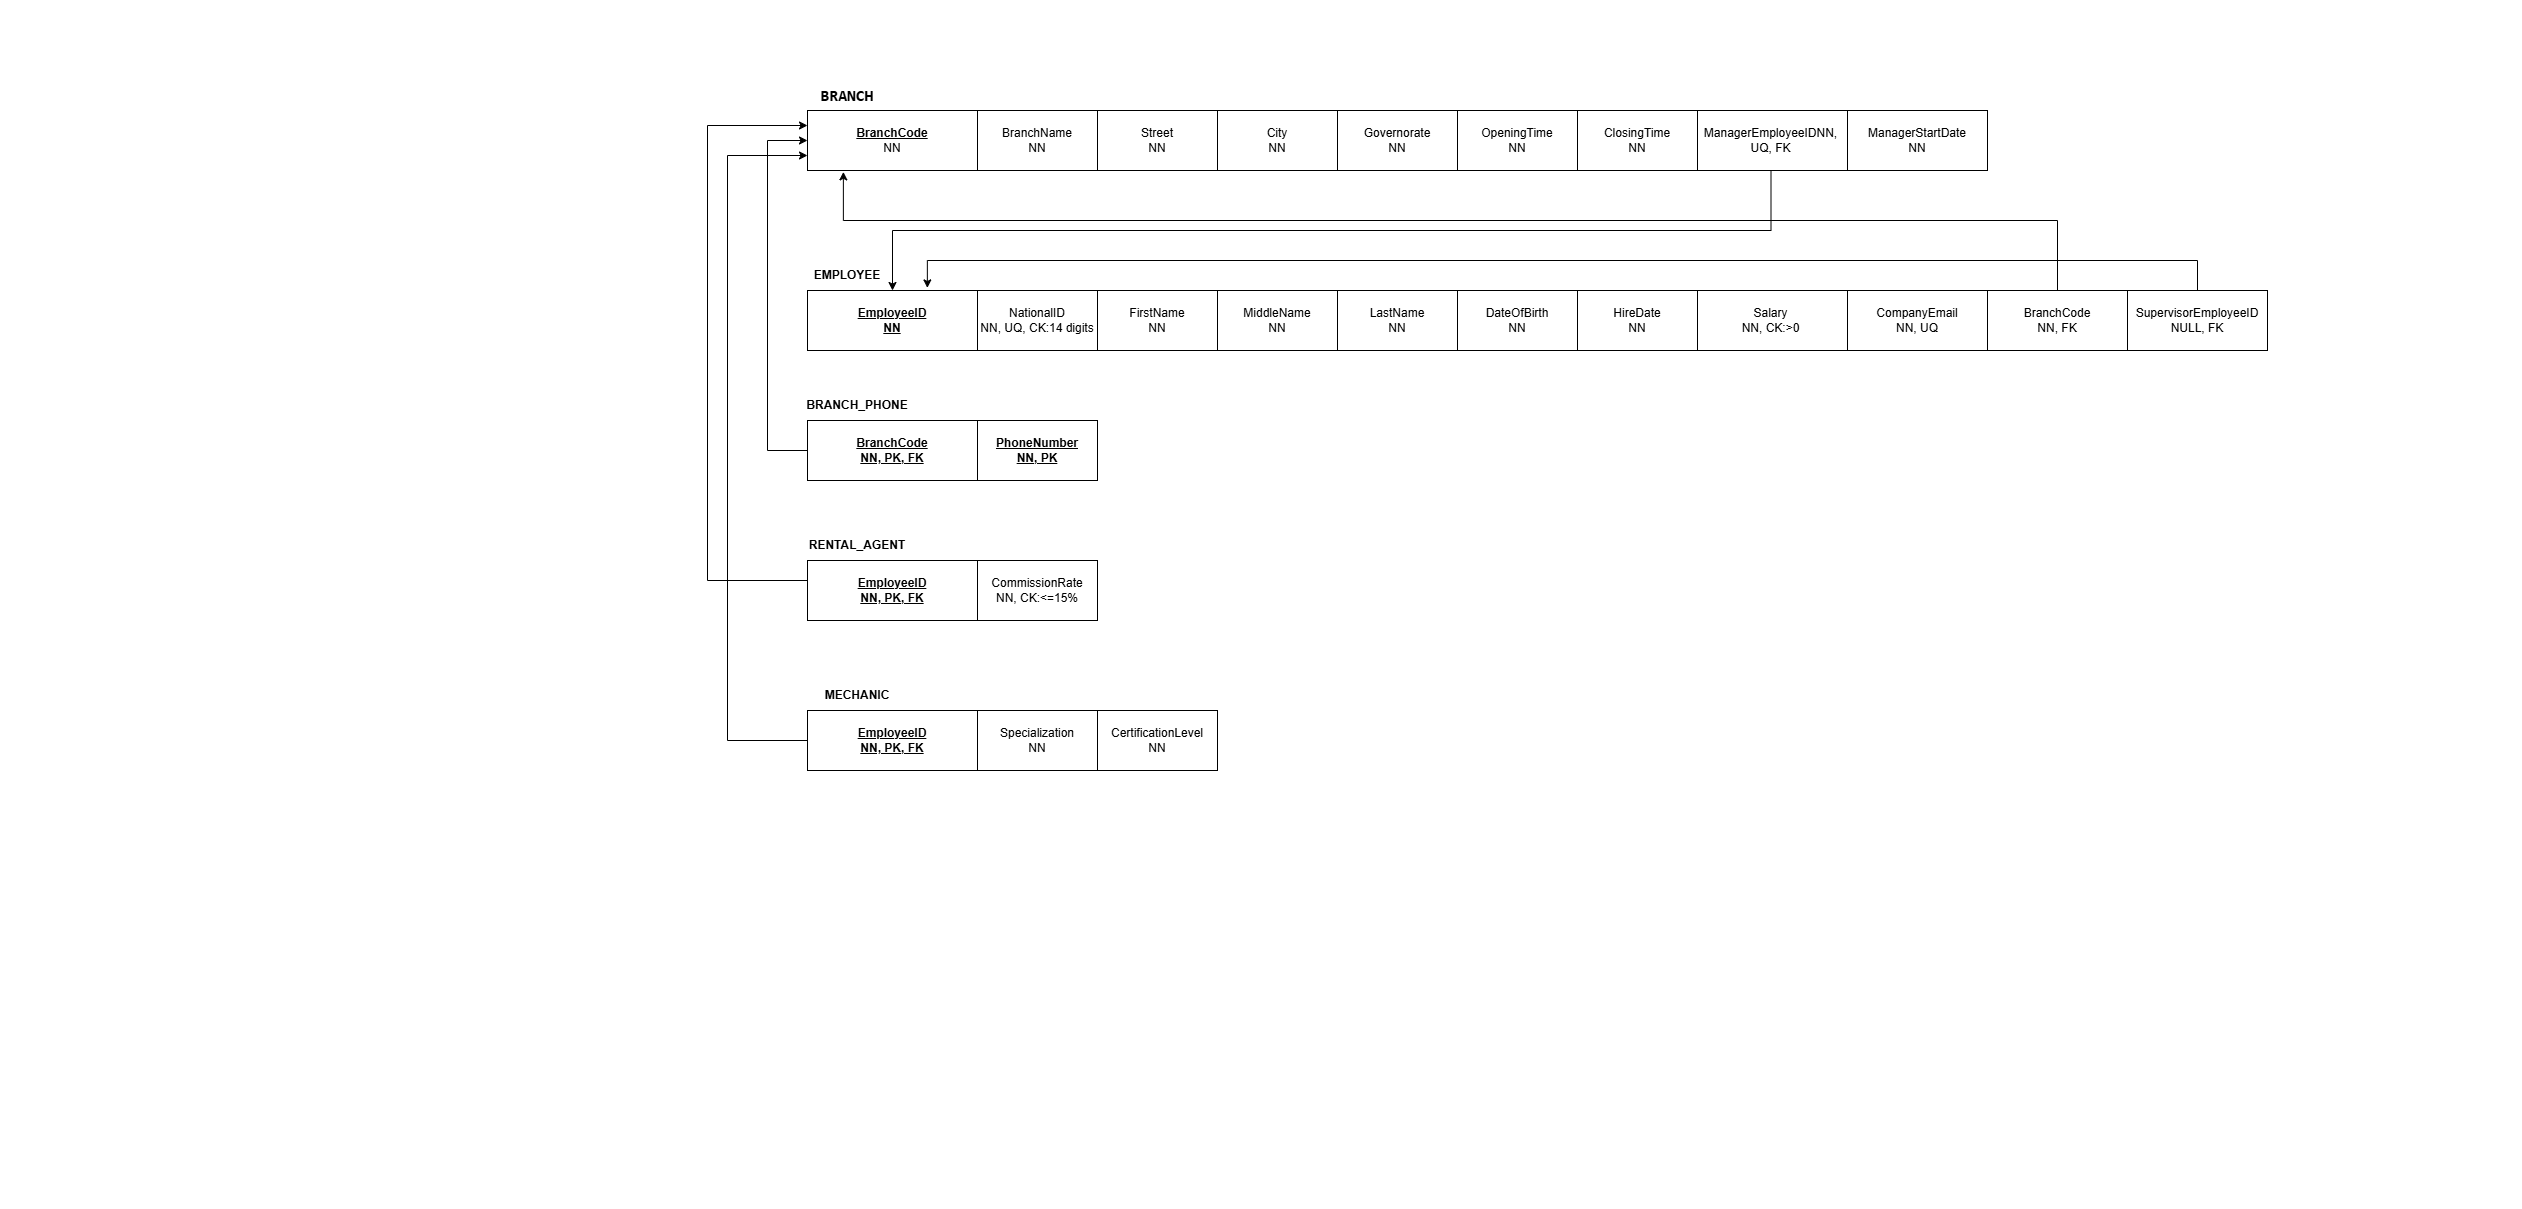 BRANCH
BranchCode
NN
BranchName
NN
Street
NN
City
NN
Governorate
NN
OpeningTime
NN
ClosingTime
NN
ManagerEmployeeIDNN,
UQ, FK
ManagerStartDate
NN
EMPLOYEE
EmployeeID
NN
NationalID
NN, UQ, CK:14 digits
FirstName
NN
MiddleName
NN
LastName
NN
DateOfBirth
NN
HireDate
NN
Salary
NN, CK:>0
CompanyEmail
NN, UQ
BranchCode
NN, FK
SupervisorEmployeeID
NULL, FK
BRANCH_PHONE
BranchCode
NN, PK, FK
PhoneNumber
NN, PK
RENTAL_AGENT
EmployeeID
NN, PK, FK
CommissionRate
NN, CK:<=15%
MECHANIC
EmployeeID
NN, PK, FK
Specialization
NN
CertificationLevel
NN